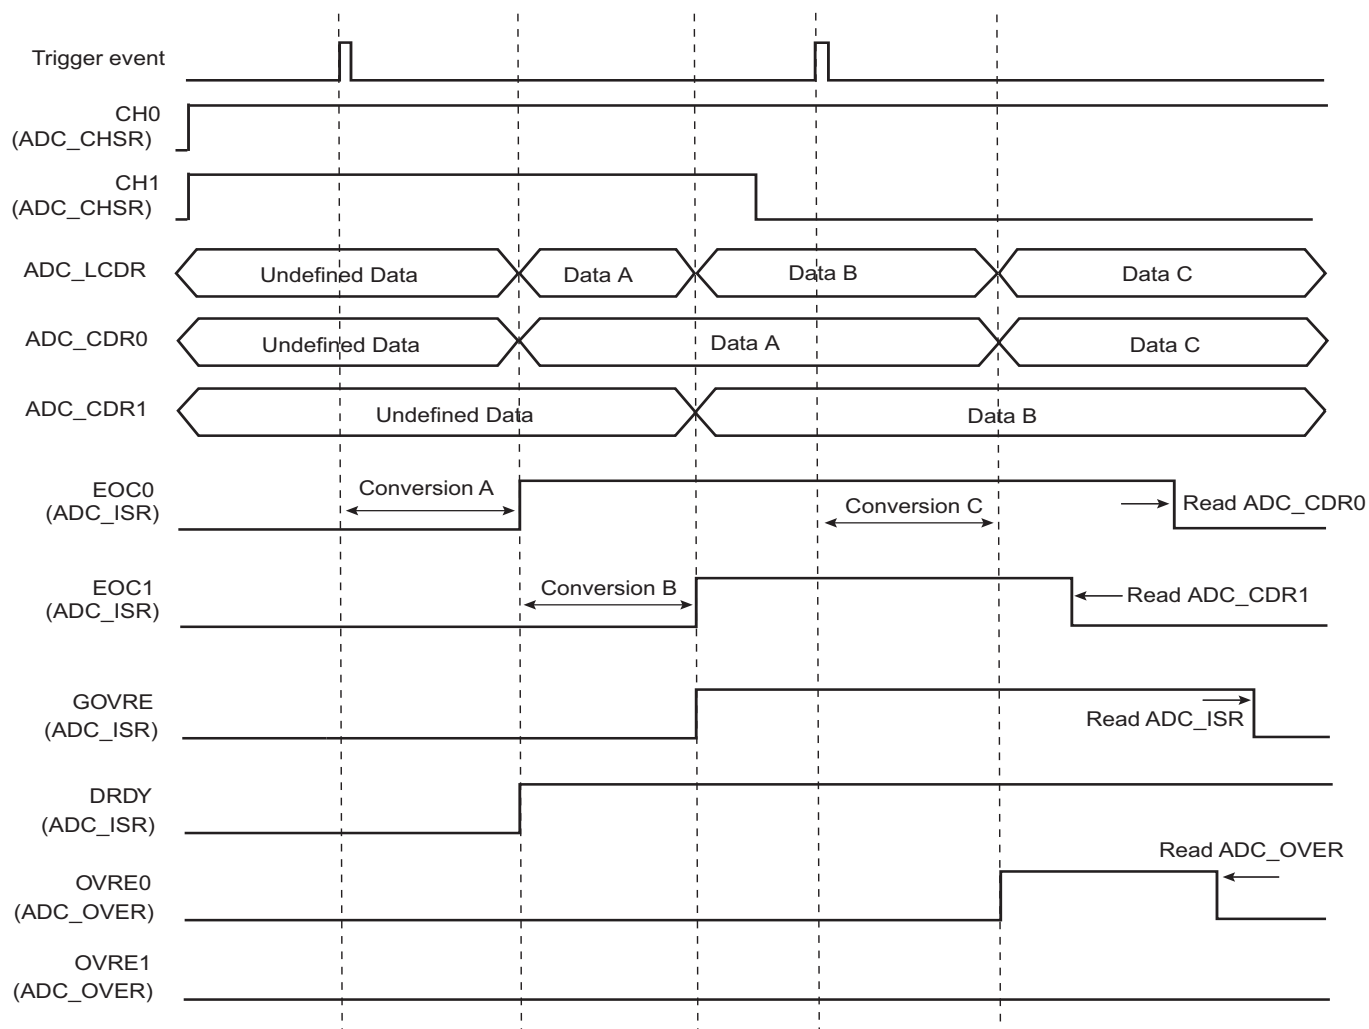 Trigger event
CH0
(ADC_CHSR)
CH1
(ADC_CHSR)
ADC_LCDR
Undefined Data
Data A
Data B
Data C
ADC_CDR0
Undefined Data
Data A
Data C
ADC_CDR1
Undefined Data
Data B
EOC0
(ADC_ISR)
Conversion A
Conversion C
Read ADC_CDR0
EOC1
(ADC_ISR)
Conversion B
Read ADC_CDR1
GOVRE
(ADC_ISR)
Read ADC_ISR
DRDY
(ADC_ISR)
Read ADC_OVER
OVRE0
(ADC_OVER)
OVRE1
(ADC_OVER)